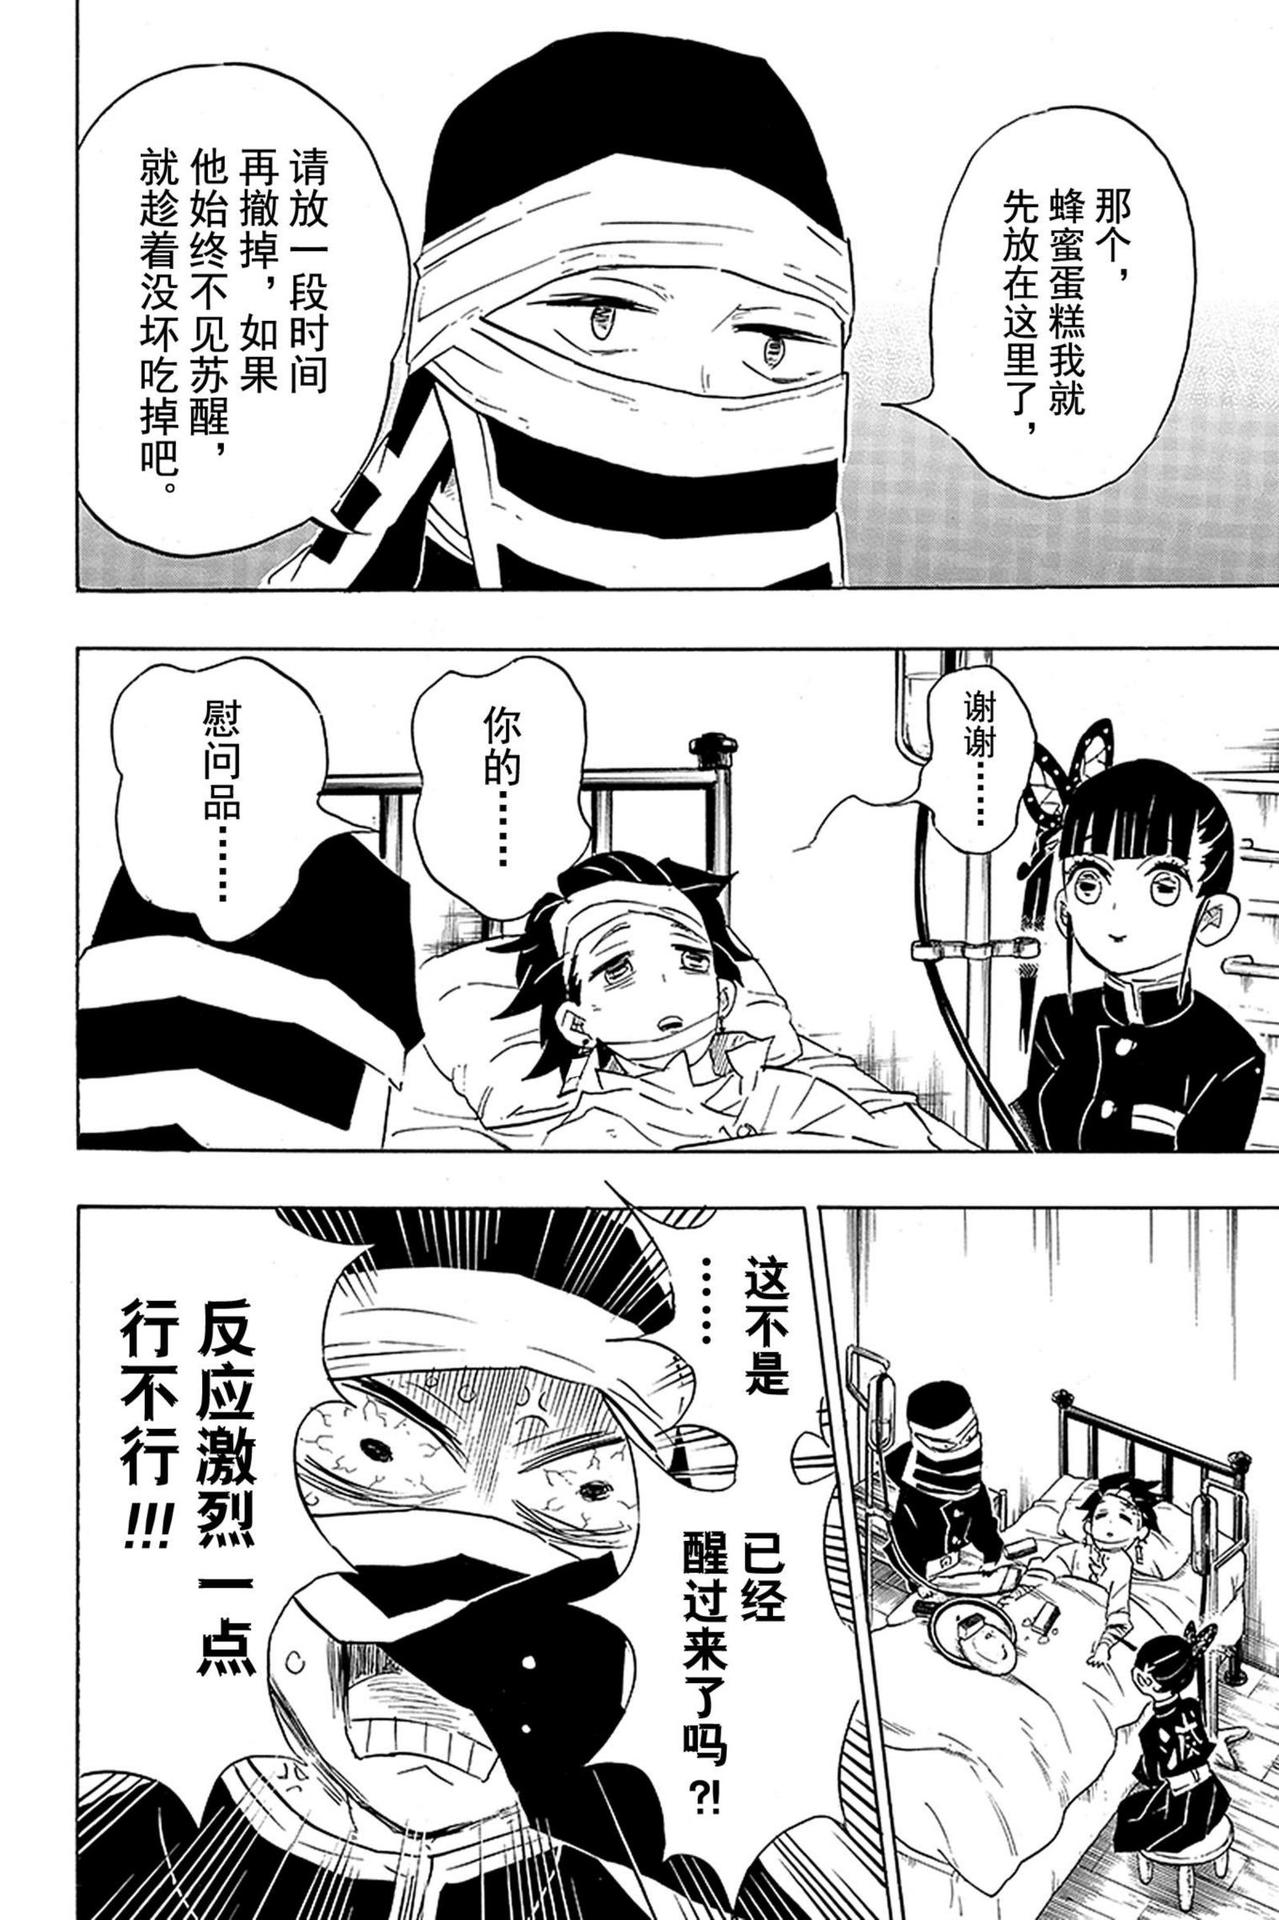 那个，
蜂蜜蛋糕我就
先放在这里了，
请放一段时间
再撤掉，如果
他始终不见苏醒，
就趁着没坏吃掉吧。
谢谢……
你的……
慰问品……
这不是
……
已经
醒过来了吗?!
反应激烈一点
行不行!!!
滅